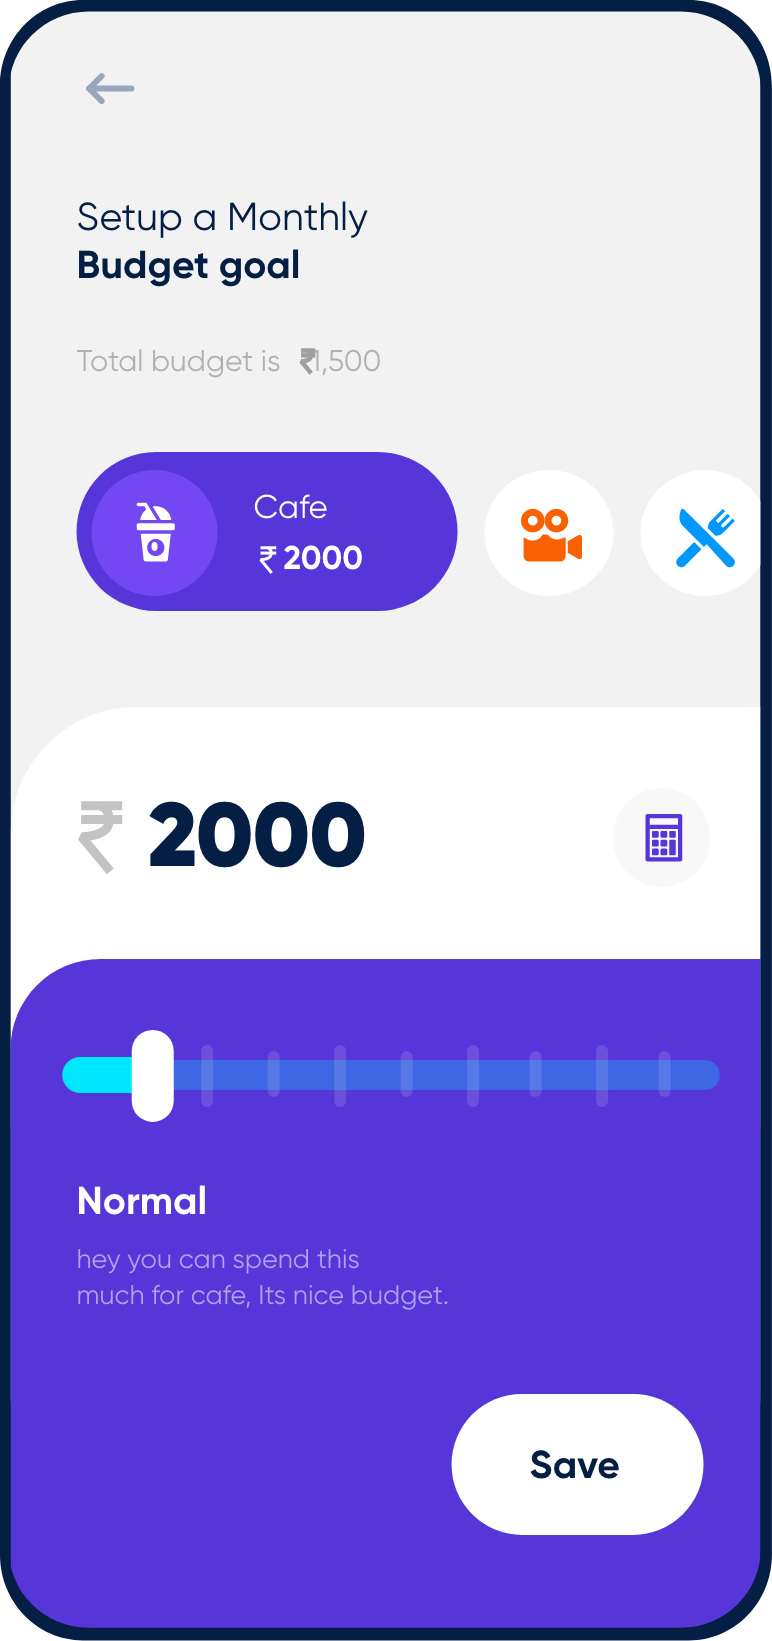 Setup a Monthly
Budget goal
Total budget is ₹1,500
Cafe
₹ 2000
₹ 2000
Normal
hey you can spend this
much for cafe, Its nice budget.
Save